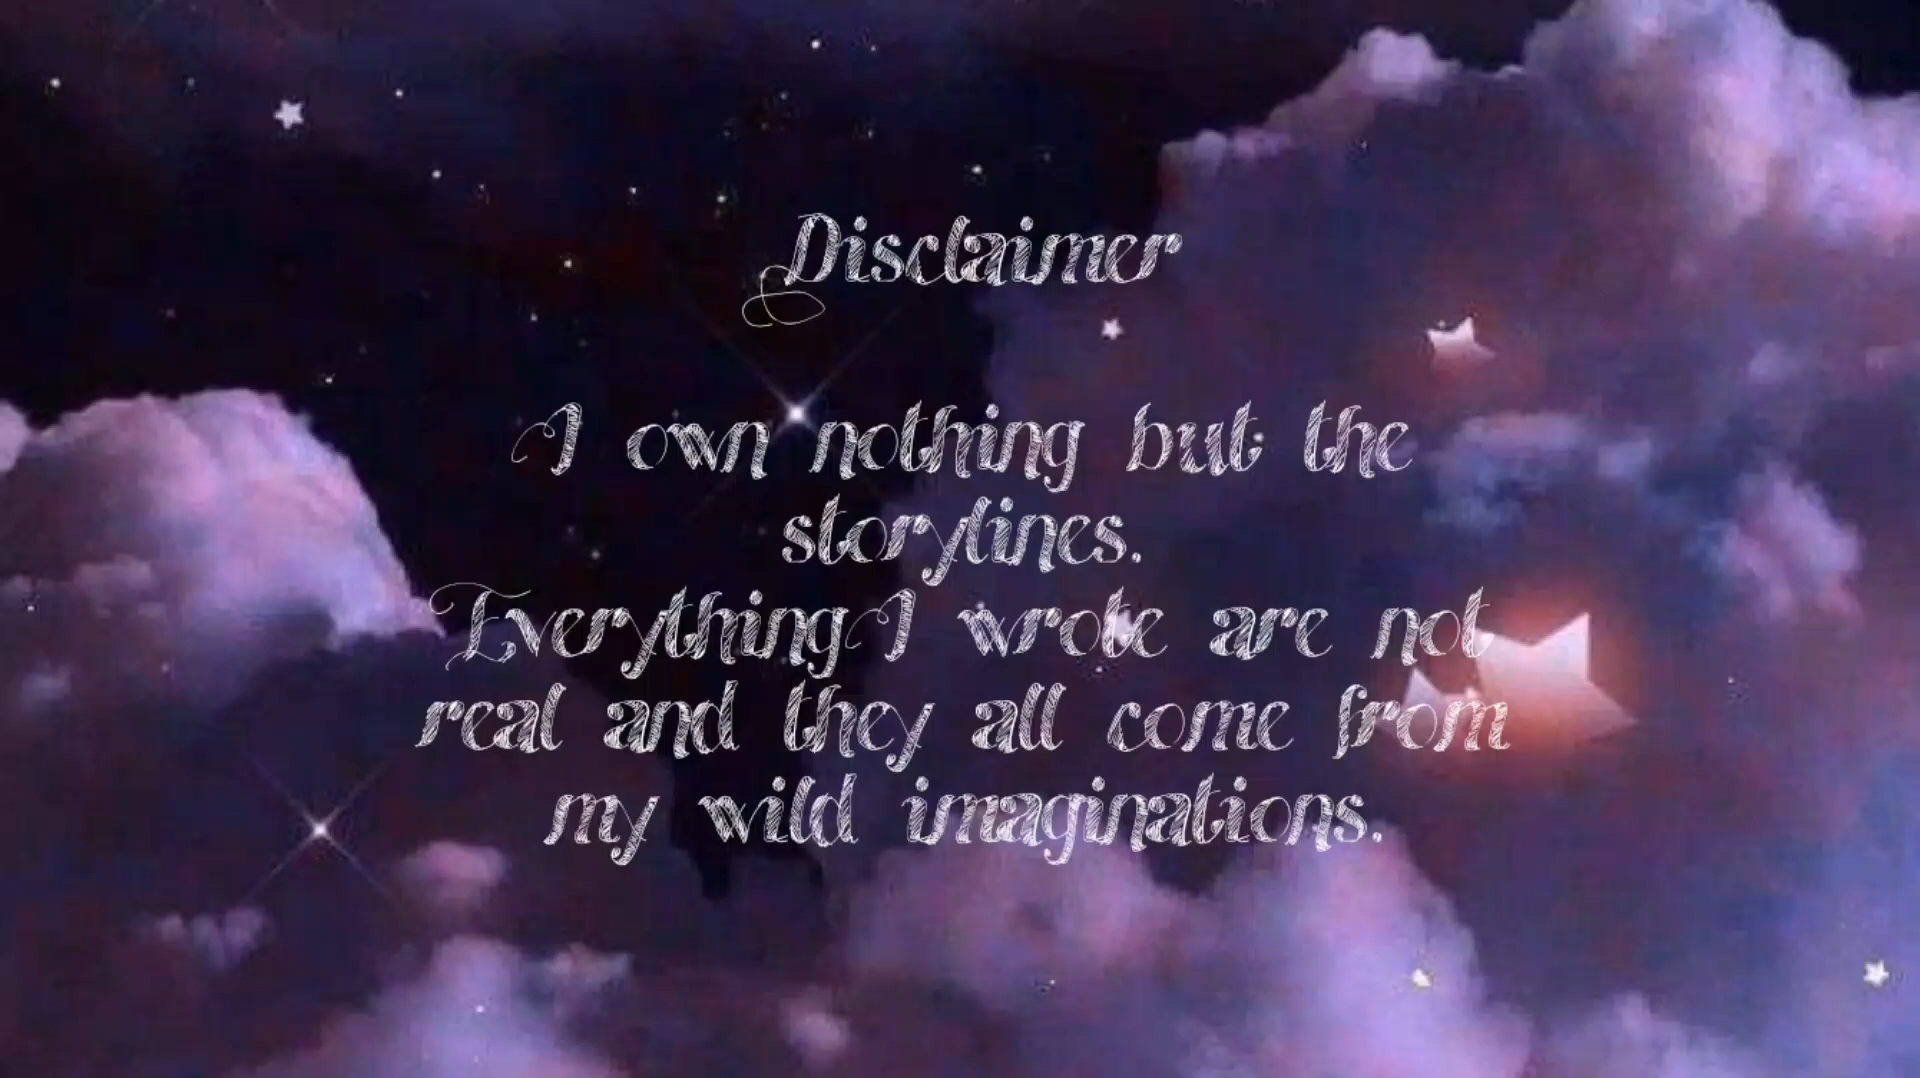 Disclaimer
I own nothing but the
storylines.
Everything I wrote are not
real and they all come from
my wild imaginations.